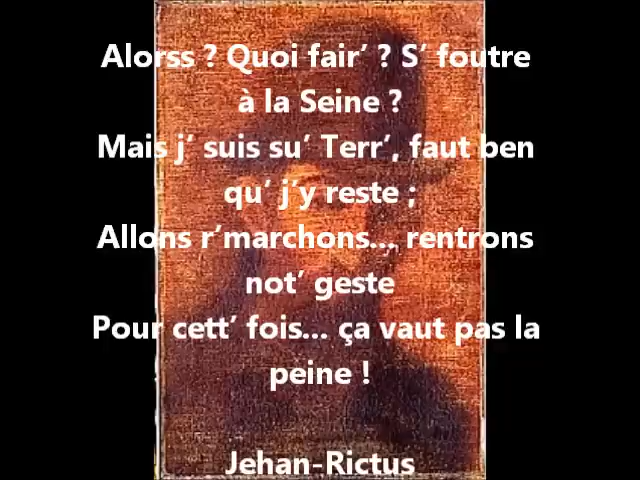 Alorss ? Quoi fair’ ? S’ foutre
à la Seine ?
Mais j’ suis su’ Terr’, faut ben
qu’ j’y reste ;
Allons r’marchons... rentrons
not’ geste
Pour cett’ fois... ça vaut pas la
peine !
Jehan-Rictus